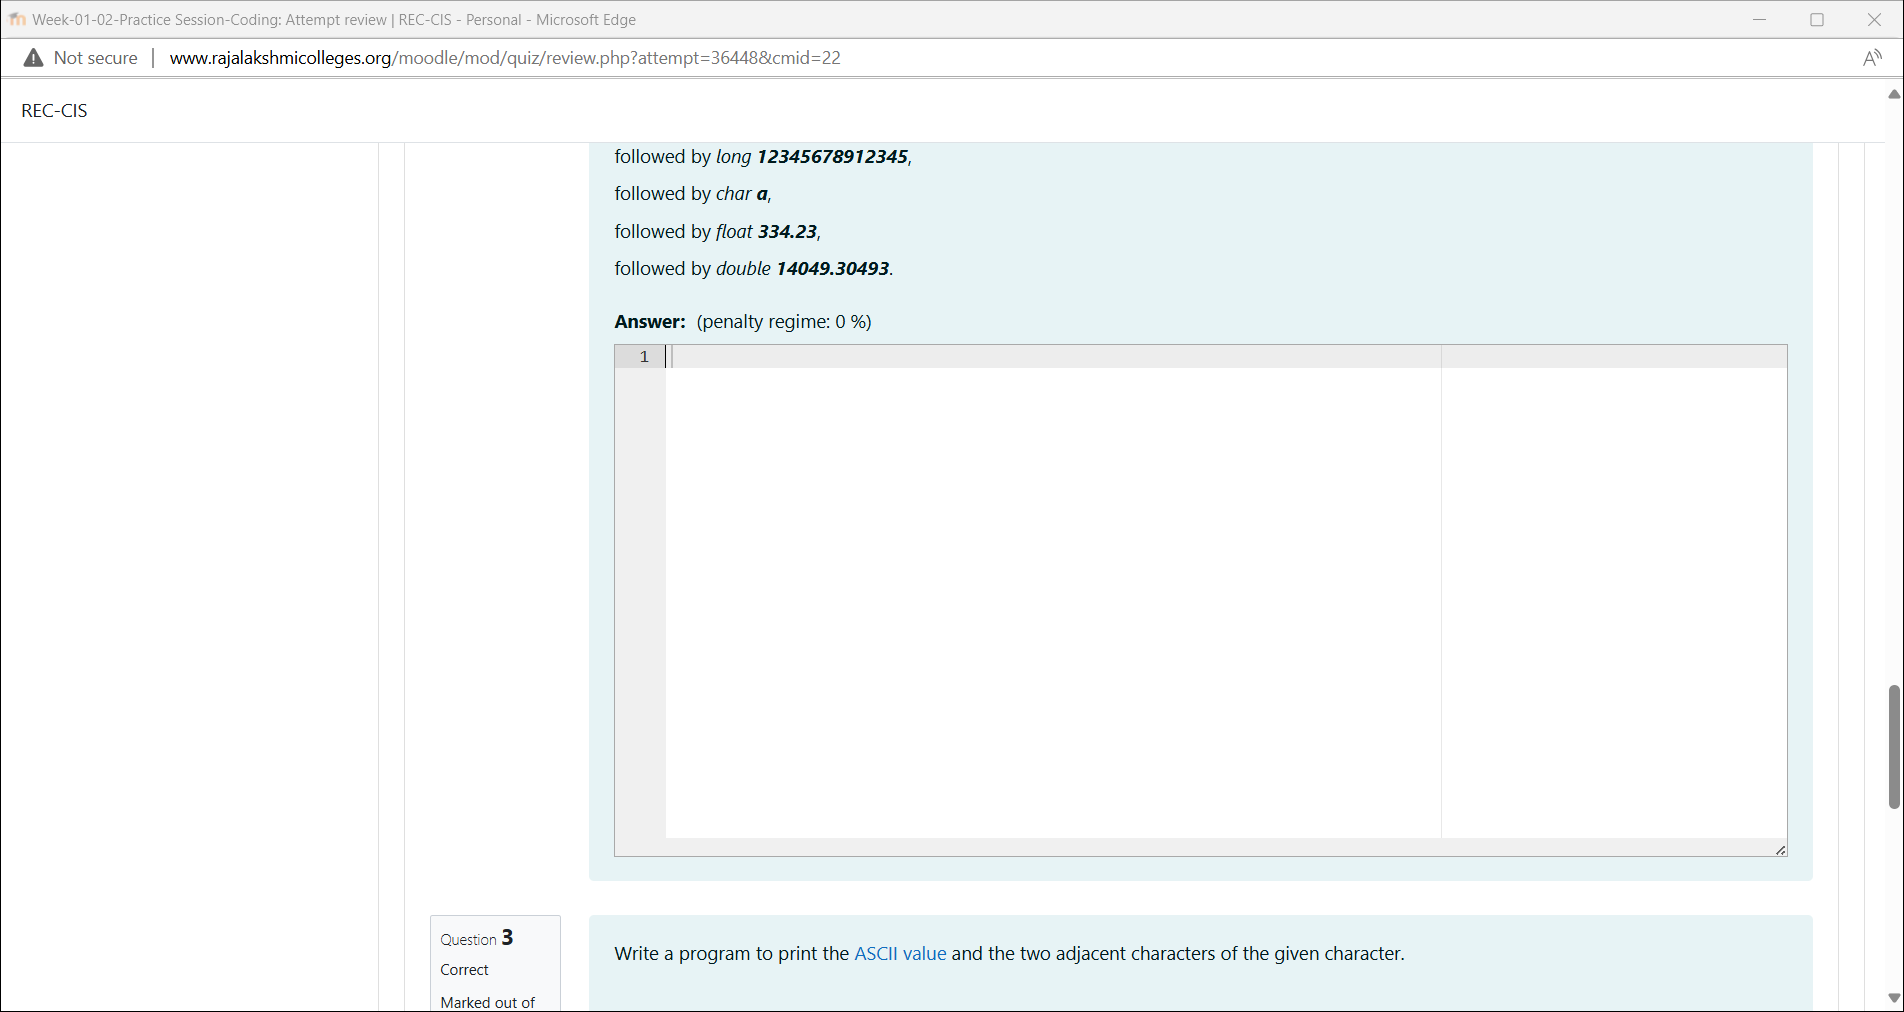 Week-01-02-Practice Session-Coding: Attempt review | REC-CIS - Personal - Microsoft Edge
Not secure | www.rajalakshmicolleges.org/moodle/mod/quiz/review.php?attempt=36448&cmid=22
REC-CIS
followed by long 12345678912345,
followed by char a,
followed by float 334.23,
followed by double 14049.30493.
Answer: (penalty regime: 0 %)
1
Question 3
Correct
Marked out of
Write a program to print the ASCII value and the two adjacent characters of the given character.